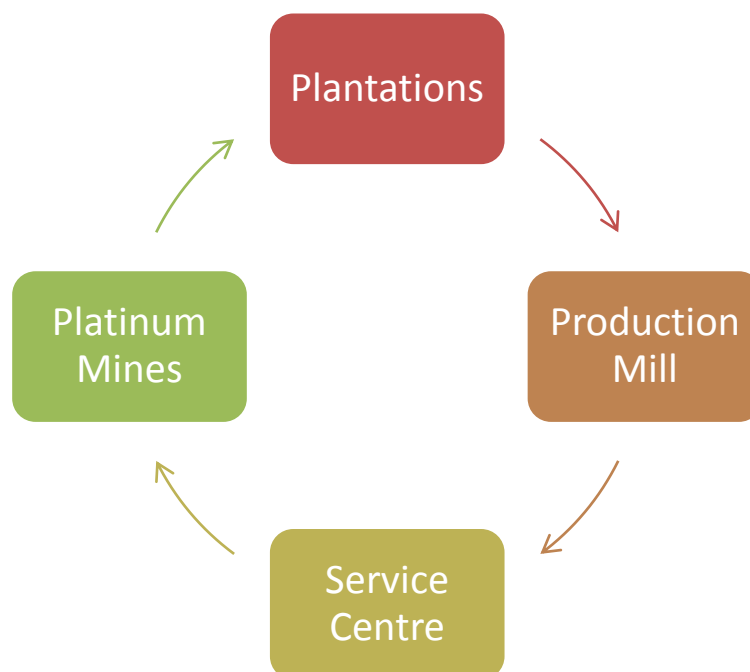 Plantations
Production
Mill
Service
Centre
Platinum
Mines